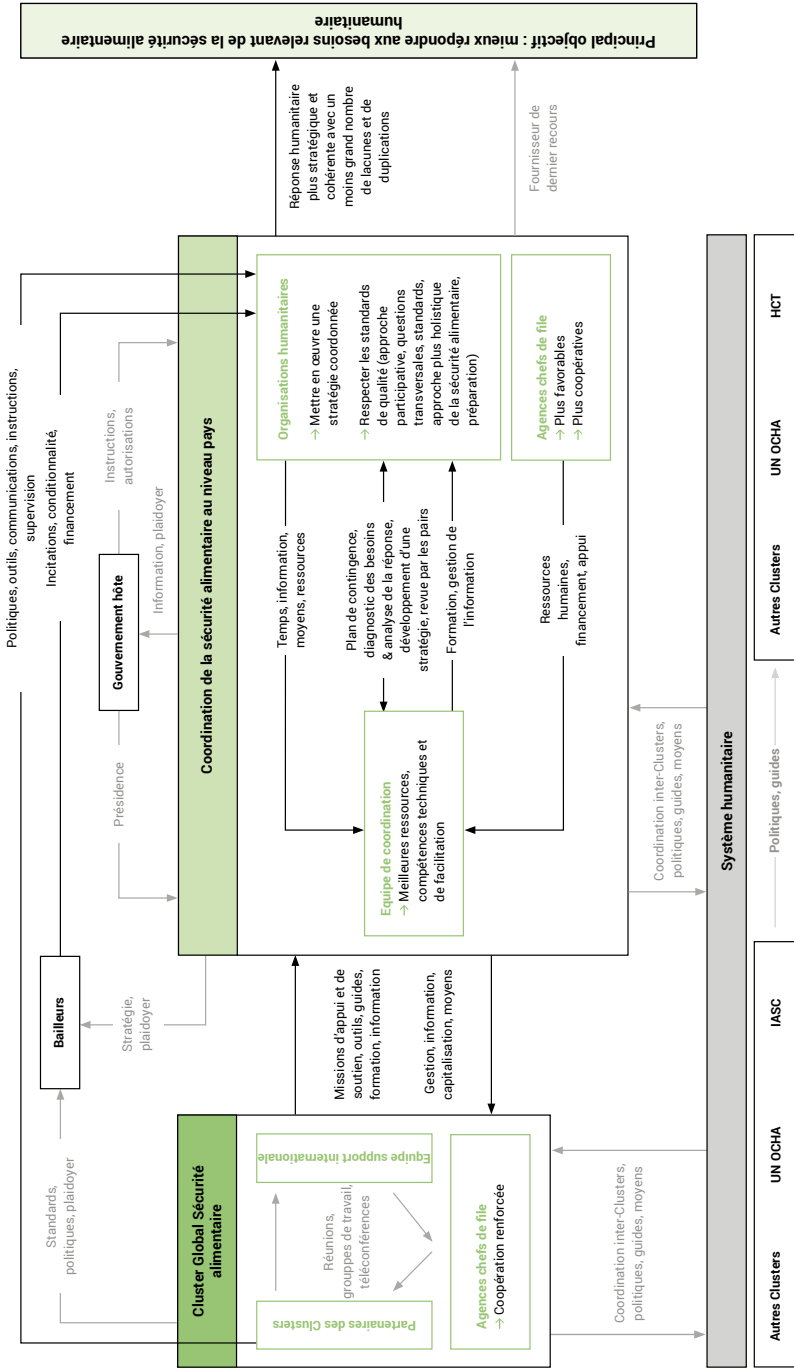 Politiques, outils, communications, instructions,
supervision
Incitations, conditionnalité,
financement
Standards,
politiques, plaidoyer
Bailleurs
Stratégie,
plaidoyer
Présidence
Gouvernement hôte
Instructions,
autorisations
Information, plaidoyer
Cluster Global Sécurité
alimentaire
Partenaires des Clusters
Réunions,
grouppes de travail,
téléconférences
Equipe support internationale
Agences chefs de file
→ Coopération renforcée
Missions d'appui et de
soutien, outils, guides,
formation, information
Gestion, information,
capitalisation, moyens
Coordination de la sécurité alimentaire au niveau pays
Equipe de coordination
→ Meilleures ressources,
compétences techniques et
de facilitation
Temps, information,
moyens, ressources
Plan de contingence,
diagnostic des besoins
& analyse de la réponse,
développement d'une
stratégie, revue par les pairs
Formation, gestion de
l'information
Ressources
humaines,
financement, appui
Organisations humanitaires
→ Mettre en œuvre une
stratégie coordonnée
→ Respecter les standards
de qualité (approche
participative, questions
transversales, standards,
approche plus holistique
de la sécurité alimentaire,
préparation)
Agences chefs de file
→ Plus favorables
→ Plus coopératives
Réponse humanitaire
plus stratégique et
cohérente avec un
moins grand nombre
de lacunes et de
duplications
Fournisseur de
dernier recours
Principal objectif : mieux répondre aux besoins relevant de la sécurité alimentaire
humanitaire
Coordination inter-Clusters,
politiques, guides, moyens
Coordination inter-Clusters,
politiques, guides, moyens
Système humanitaire
Autres Clusters
UN OCHA
IASC
Politiques, guides
Autres Clusters
UN OCHA
HCT